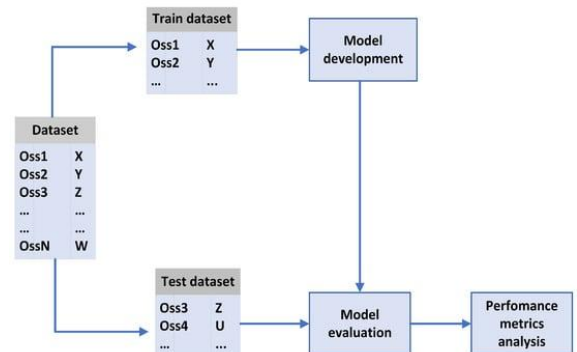 Train dataset
Oss1 X
Oss2 Y
... ...
Model
development
Dataset
Oss1 X
Oss2 Y
Oss3 Z
... ...
... ...
OssN W
Test dataset
Oss3 Z
Oss4 U
... ...
Model
evaluation
Perfomance
metrics
analysis